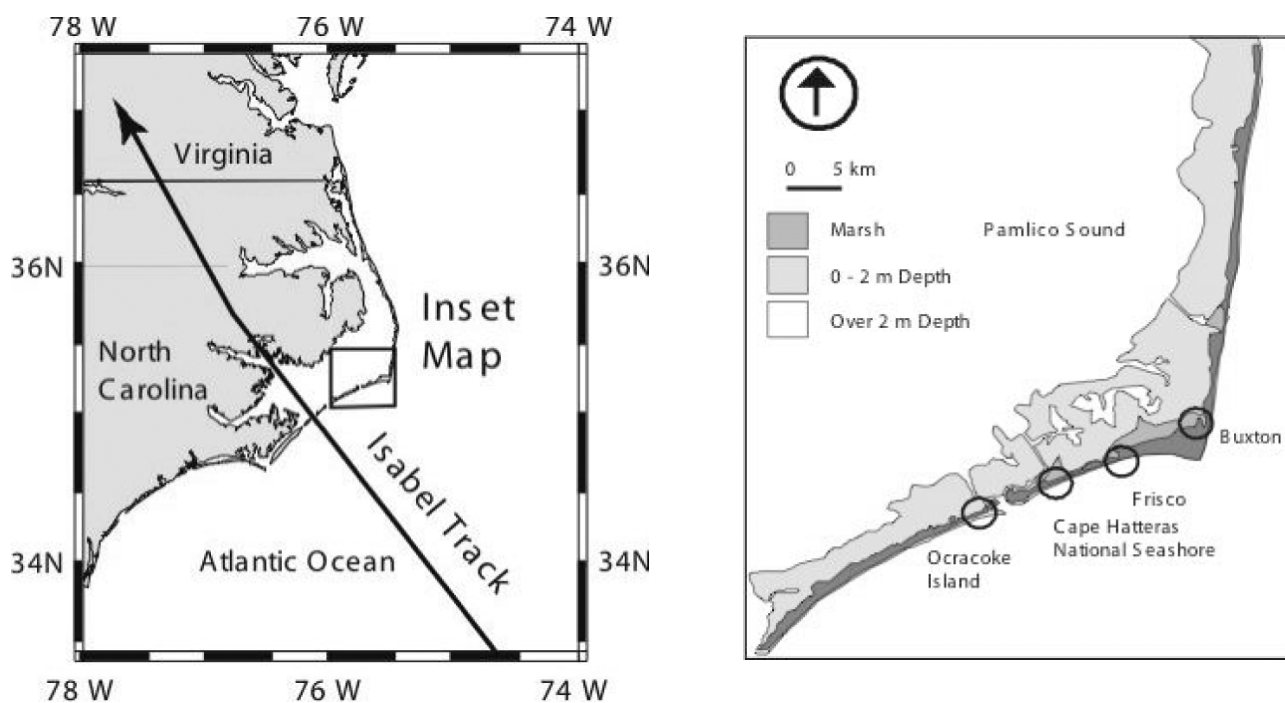 78 W
76 W
74 W
Virginia
36N
36N
Inset
Map
North
Carolina
Isabel Track
34N
Atlantic Ocean
34N
78 W
76 W
74 W
0 5 km
Marsh
Pamlico Sound
0 - 2 m Depth
Over 2 m Depth
Buxton
Frisco
Cape Hatteras
National Seashore
Ocracoke
Island